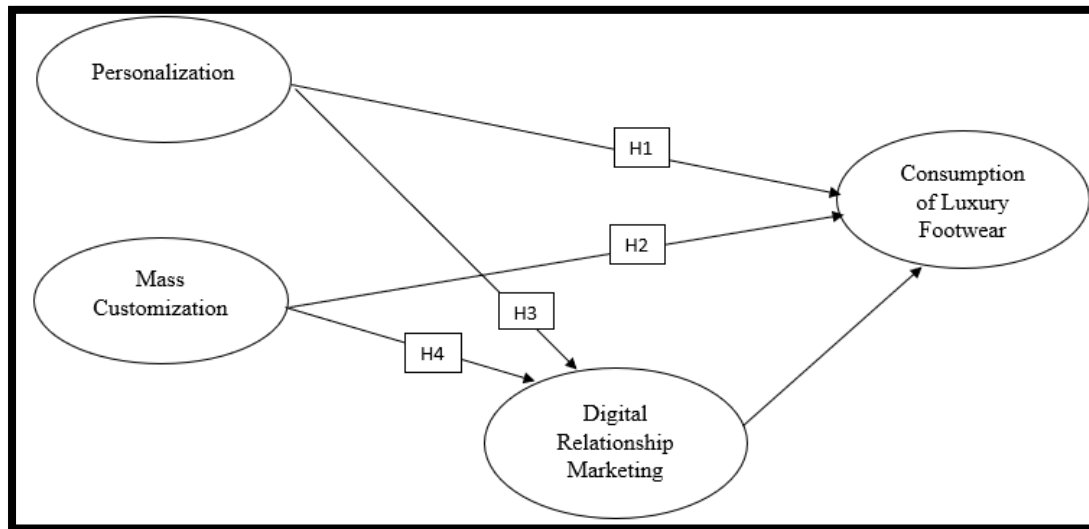 Personalization
H1
Consumption
of Luxury
Footwear
H2
Mass
Customization
H3
H4
Digital
Relationship
Marketing